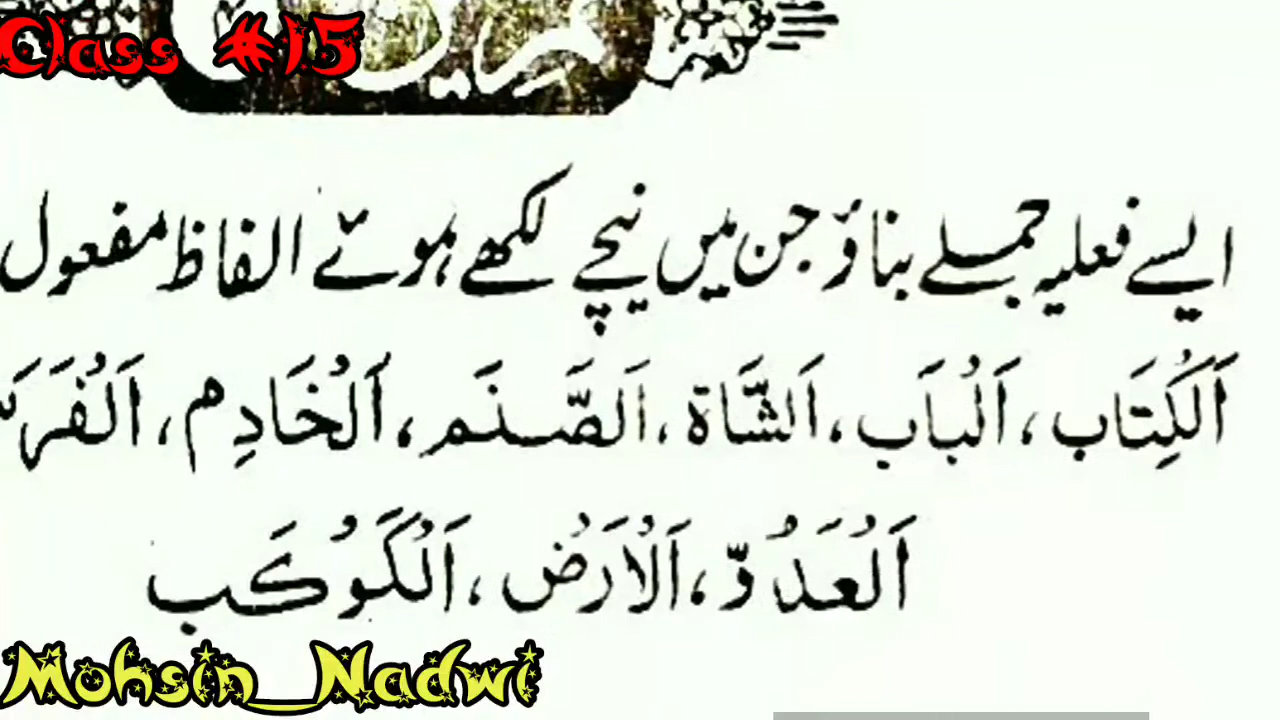 Class #15
ایسے فعلیہ جملے بناؤ جن میں نیچے لکھے ہوئے الفاظ مفعول
اَلْکِتَاب، اَلْبَاب، اَلشَّاۃ، اَلصَّنَم، اَلْخَادِم، اَلْفَرَس
اَلْعَدُوّ، اَلْاَرْض، اَلْکَوْکَب
Mohsin_Nadwi